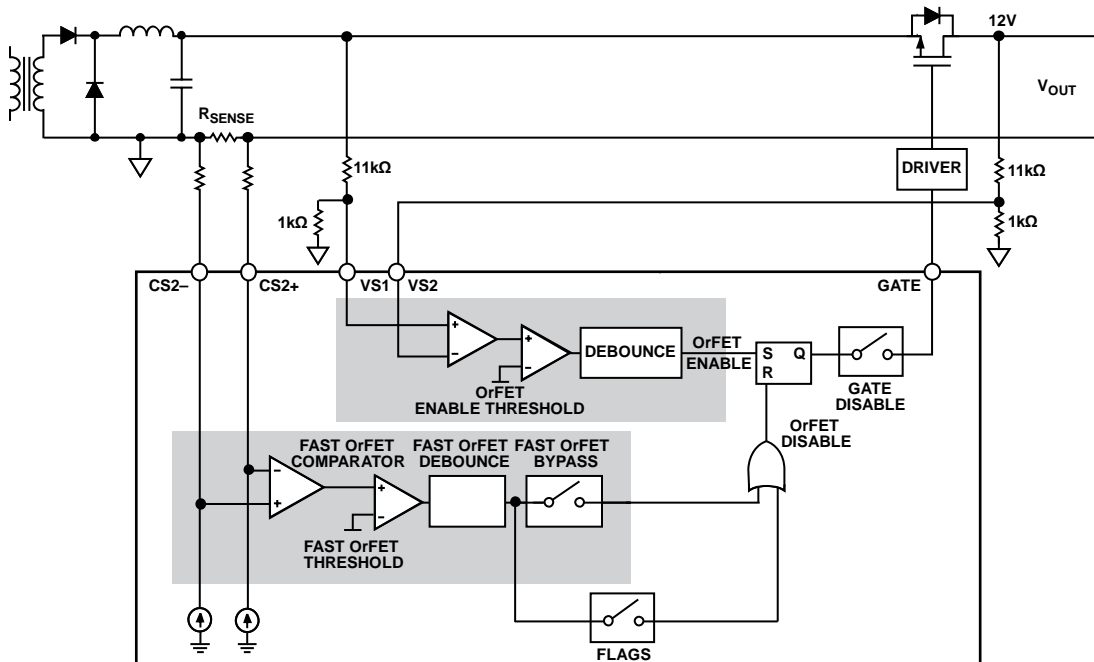 12V
VOUT
RSENSE
11kΩ
DRIVER
11kΩ
1kΩ
1kΩ
CS2–
CS2+
VS1
VS2
GATE
DEBOUNCE
OrFET
ENABLE
S
Q
R
OrFET
ENABLE THRESHOLD
GATE
DISABLE
OrFET
DISABLE
FAST OrFET
COMPARATOR
FAST OrFET
DEBOUNCE
FAST OrFET
BYPASS
FAST OrFET
THRESHOLD
FLAGS